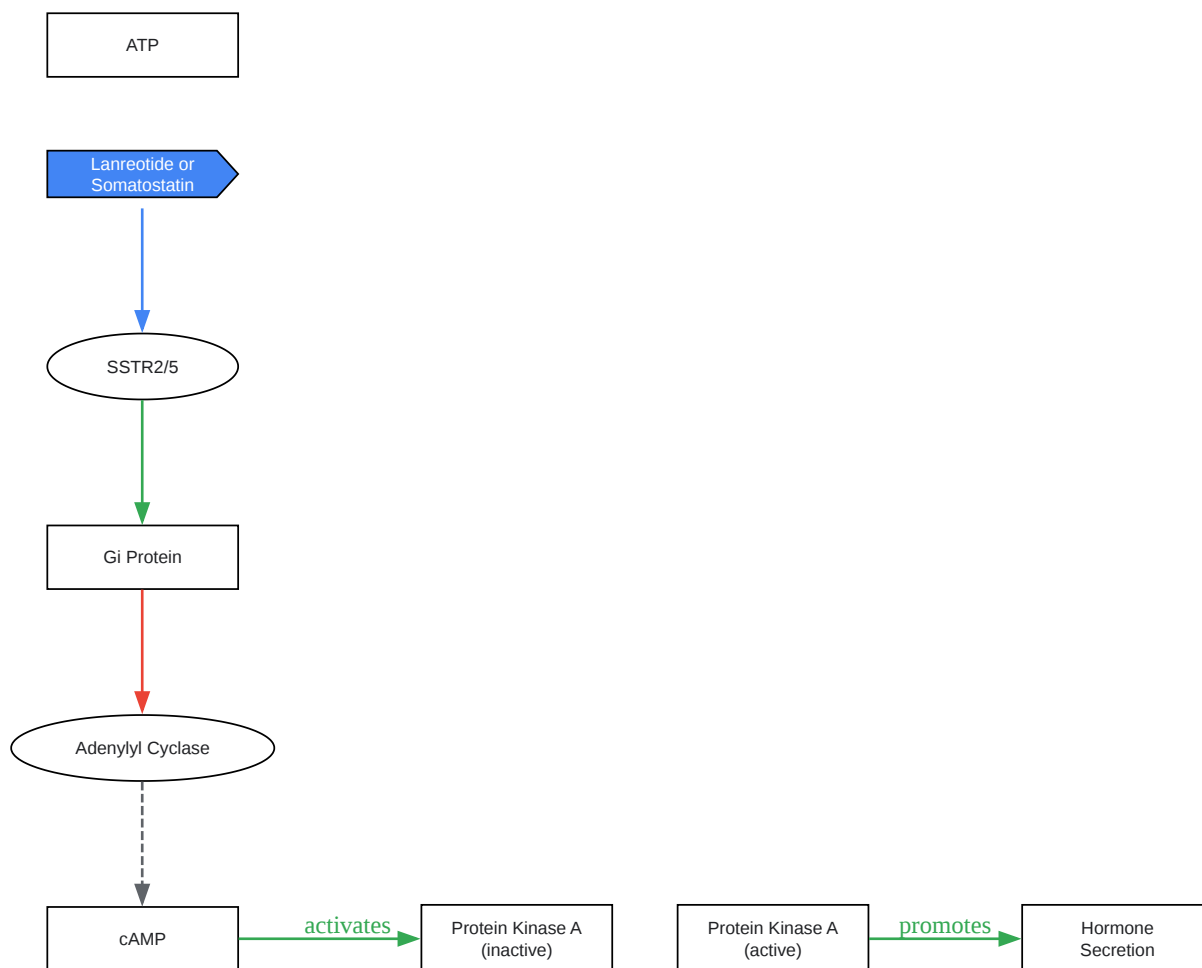 ATP
Lanreotide or
Somatostatin
SSTR2/5
Gi Protein
Adenylyl Cyclase
cAMP
activates
Protein Kinase A
(inactive)
Protein Kinase A
(active)
promotes
Hormone
Secretion